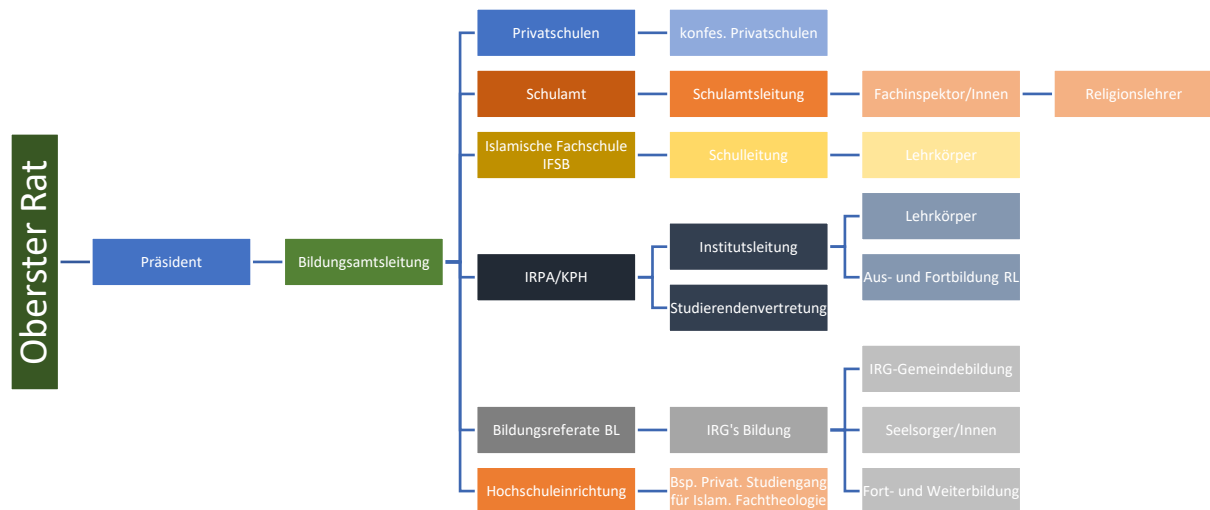 Oberster Rat
Präsident
Bildungsamtsleitung
Privatschulen
konfes. Privatschulen
Schulamt
Schulamtsleitung
Fachinspektor/Innen
Religionslehrer
Islamische Fachschule
IFSB
Schulleitung
Lehrkörper
IRPA/KPH
Institutsleitung
Lehrkörper
Aus- und Fortbildung RL
Studierendenvertretung
Bildungsreferate BL
IRG's Bildung
IRG-Gemeindebildung
Seelsorger/Innen
Fort- und Weiterbildung
Hochschuleinrichtung
Bsp. Privat. Studiengang
für Islam. Fachtheologie